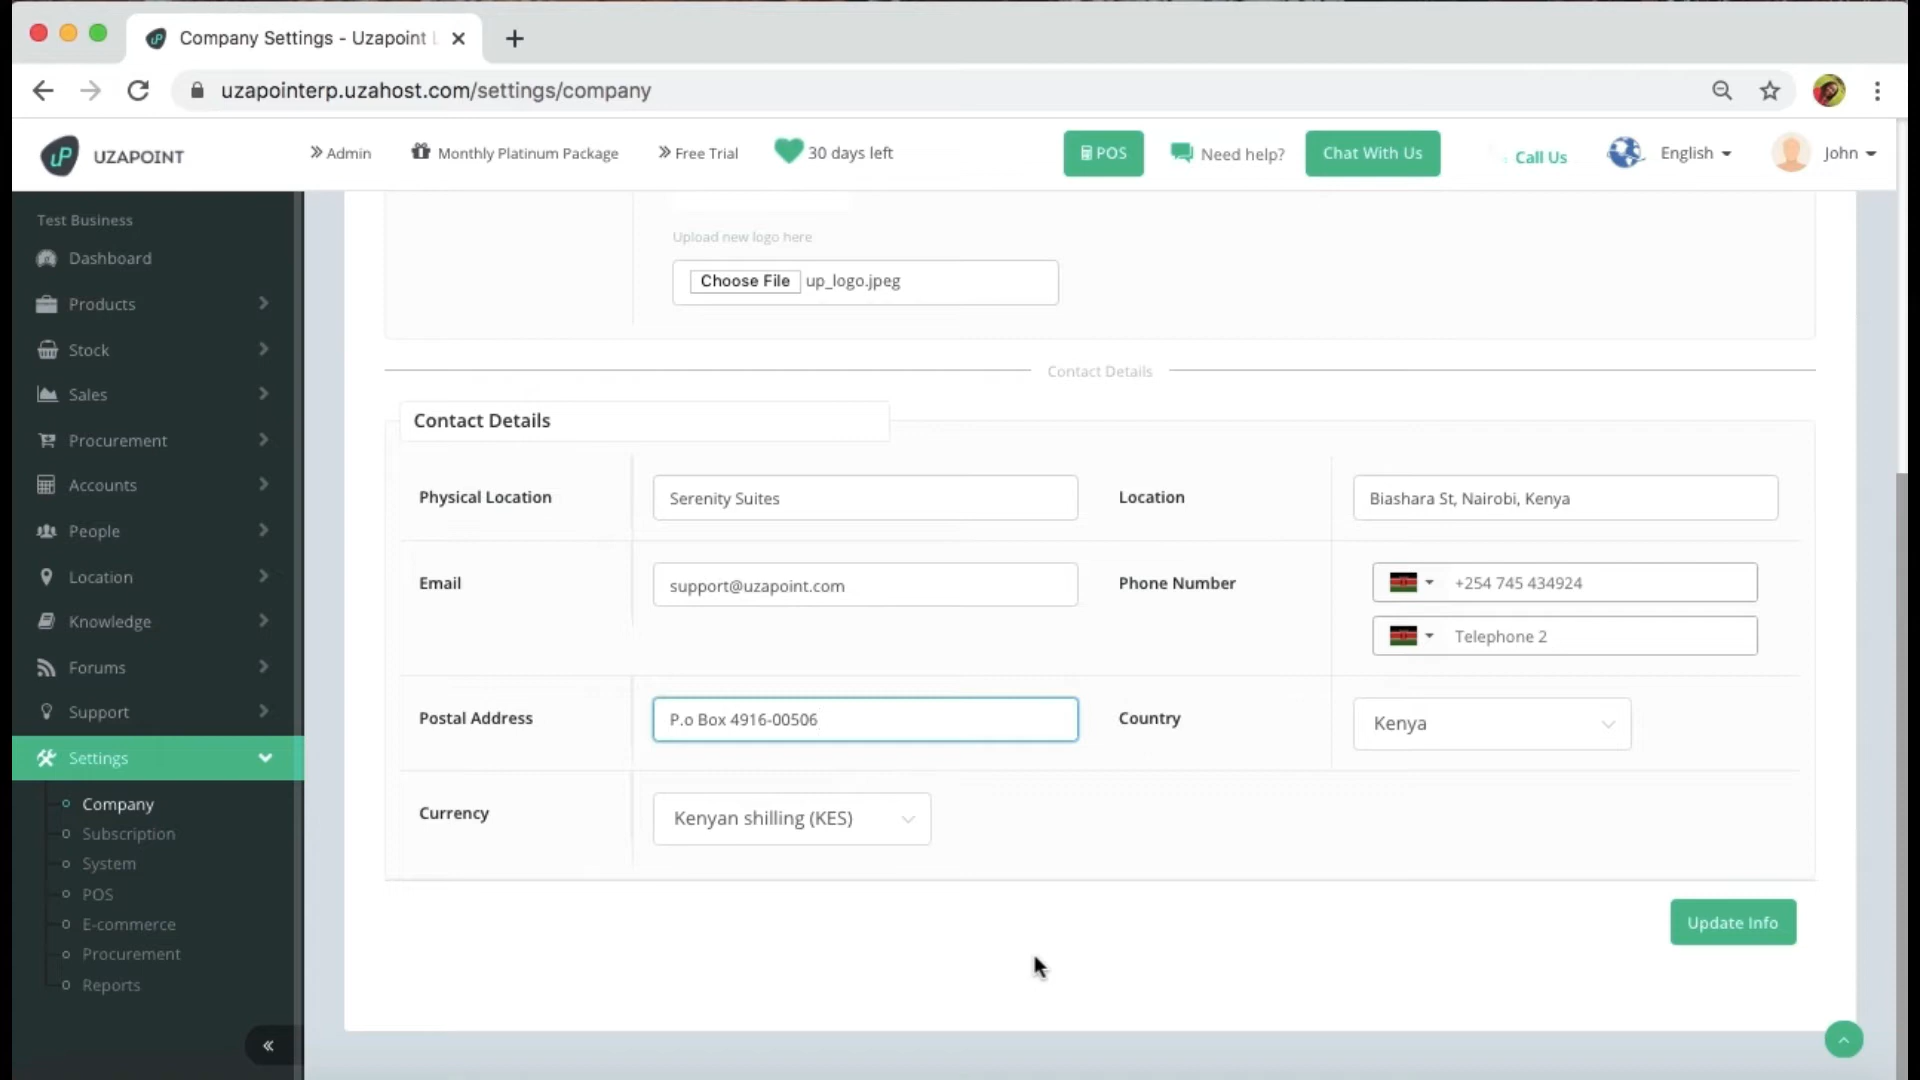 Company Settings - Uzapoint
uzapointerp.uzahost.com/settings/company
UZAPOINT
Admin
Monthly Platinum Package
Free Trial
30 days left
POS
Need help?
Chat With Us
Call Us
English
John
Test Business
Dashboard
Products
Stock
Sales
Procurement
Accounts
People
Location
Knowledge
Forums
Support
Settings
Company
Subscription
System
POS
E-commerce
Procurement
Reports
Upload new logo here
Choose File up_logo.jpeg
Contact Details
Contact Details
Physical Location Serenity Suites Location Biashara St, Nairobi, Kenya
Email support@uzapoint.com Phone Number +254 745 434924
Telephone 2
Postal Address P.o Box 4916-00506 Country Kenya
Currency Kenyan shilling (KES)
Update Info